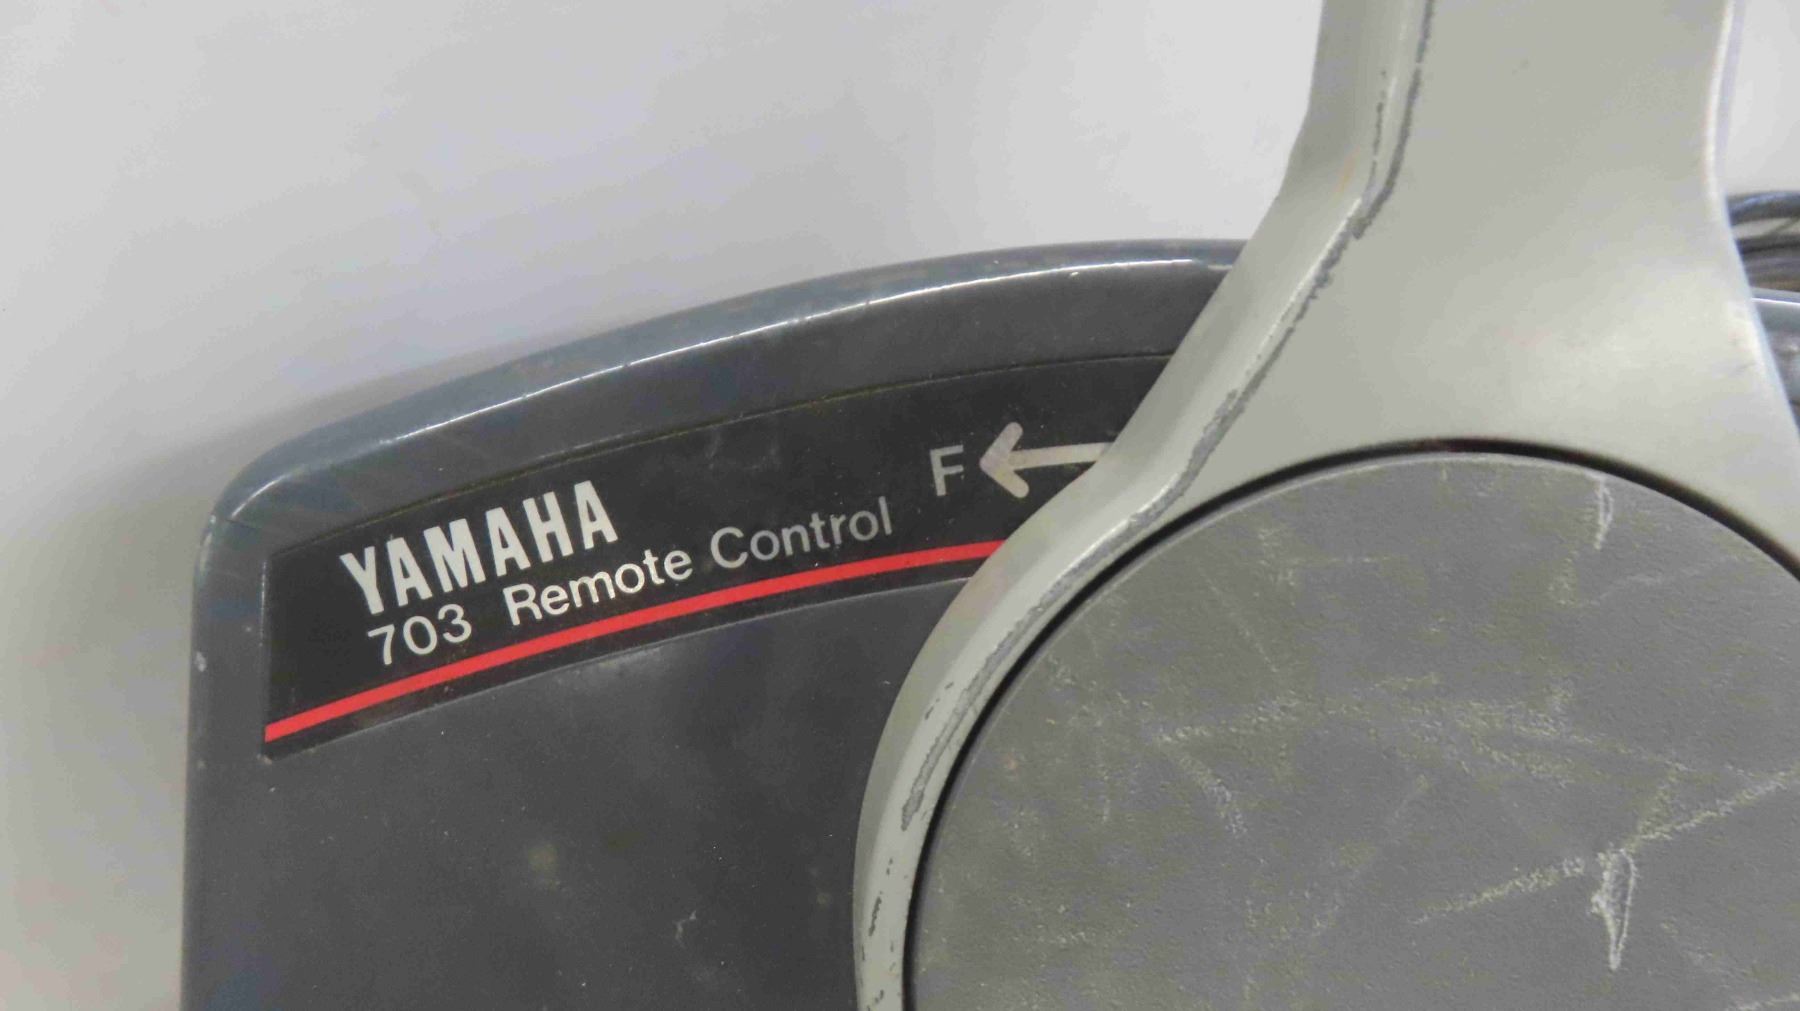 YAMAHA
703 Remote Control
F